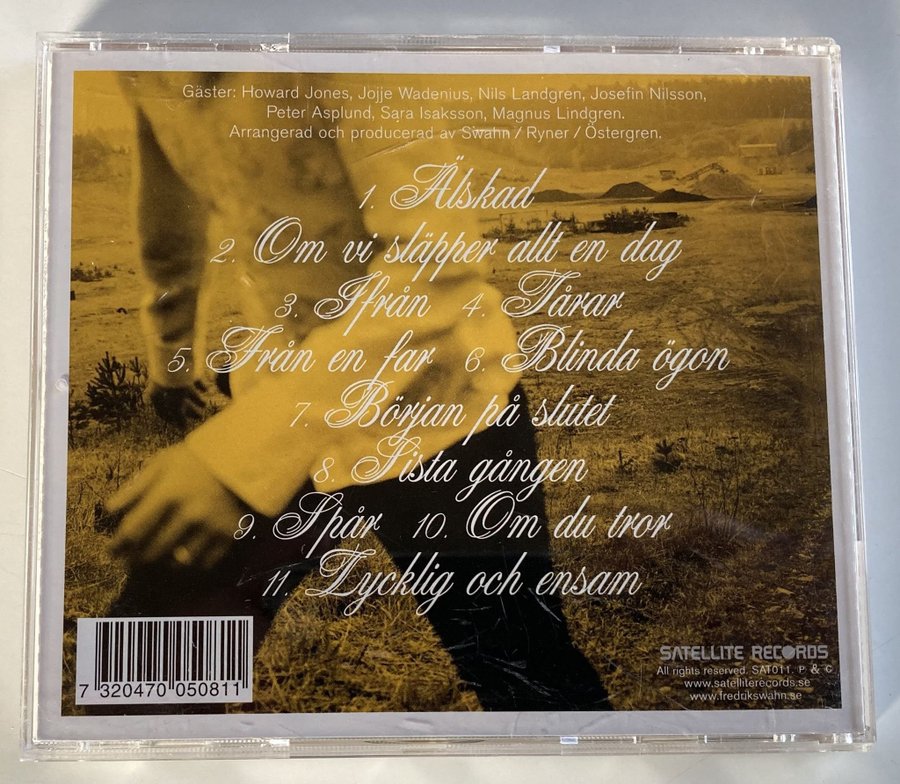 Gäster: Howard Jones, Jojje Wadenius, Nils Landgren, Josefin Nilsson,
Peter Asplund, Sara Isaksson, Magnus Lindgren.
Arrangerad och producerad av Swahn / Ryner / Östergren.
1. Älskad
2. Om vi släpper allt en dag
3. Ifrån 4. Tårar
5. Från en far 6. Blinda ögon
7. Början på slutet
8. Sista gången
9. Spår 10. Om du tror
11. Lycklig och ensam
7 320470 050811
SATELLITE RECORDS
All rights reserved. SAT011. P & C
www.satelliterecords.se
www.fredrikswahn.se